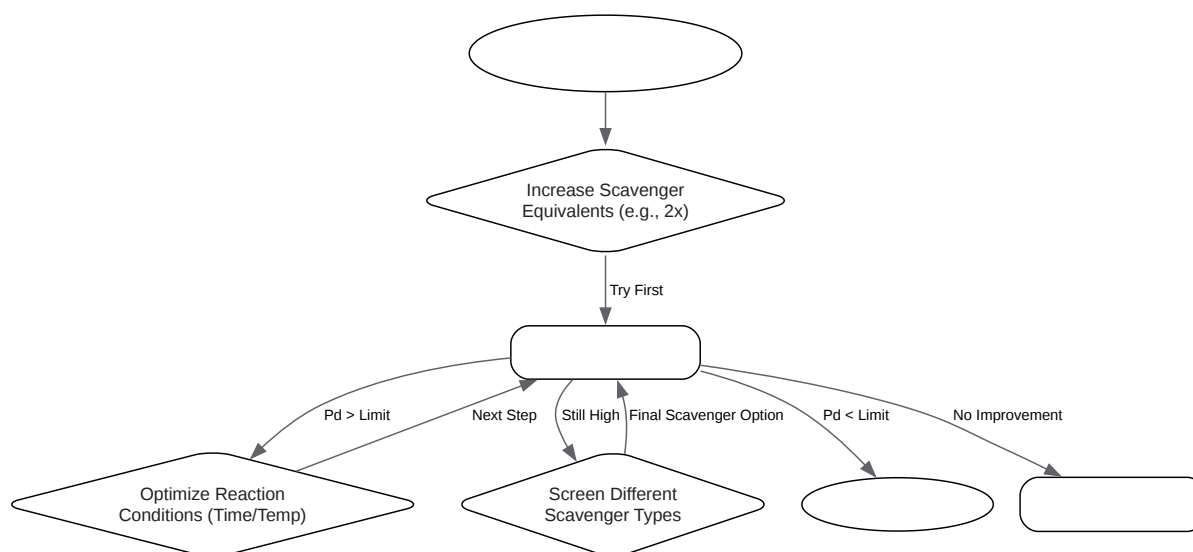 Increase Scavenger
Equivalents (e.g., 2x)
Try First
Pd > Limit
Next Step
Still High
Final Scavenger Option
Pd < Limit
No Improvement
Optimize Reaction
Conditions (Time/Temp)
Screen Different
Scavenger Types